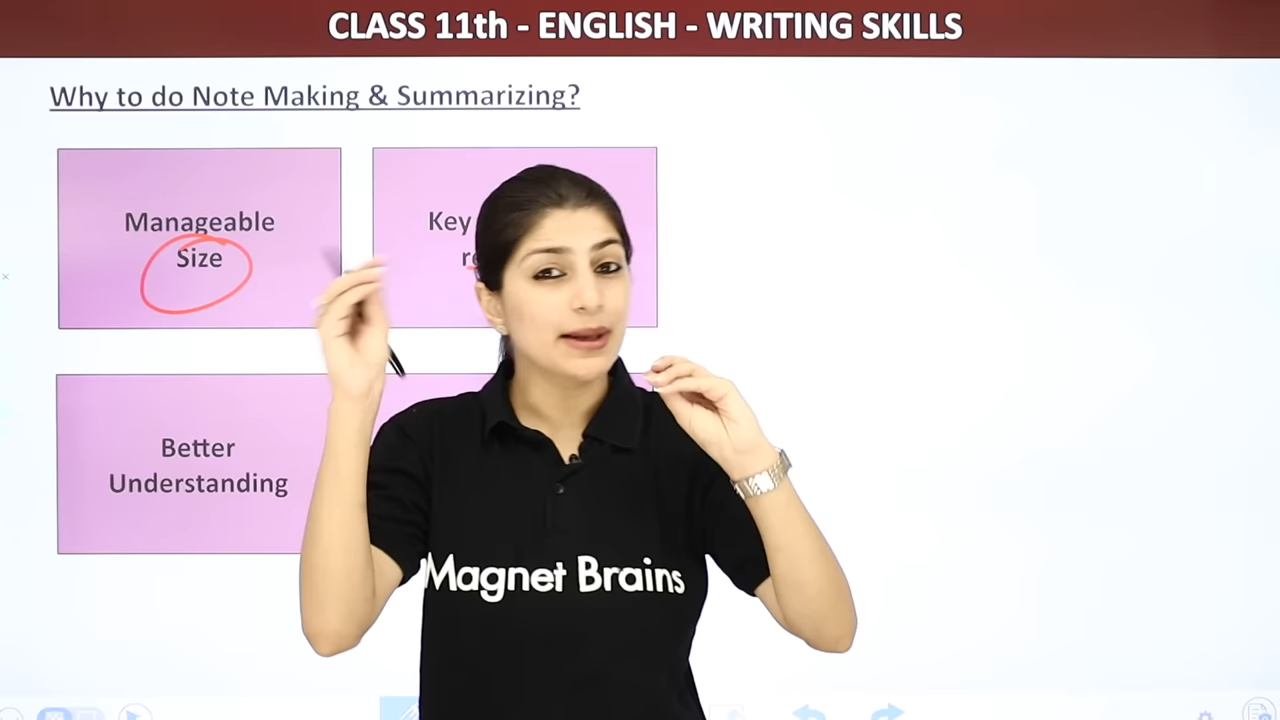 CLASS 11th - ENGLISH - WRITING SKILLS
Why to do Note Making & Summarizing?
Manageable
Size
Key
Better
Understanding
Magnet Brains